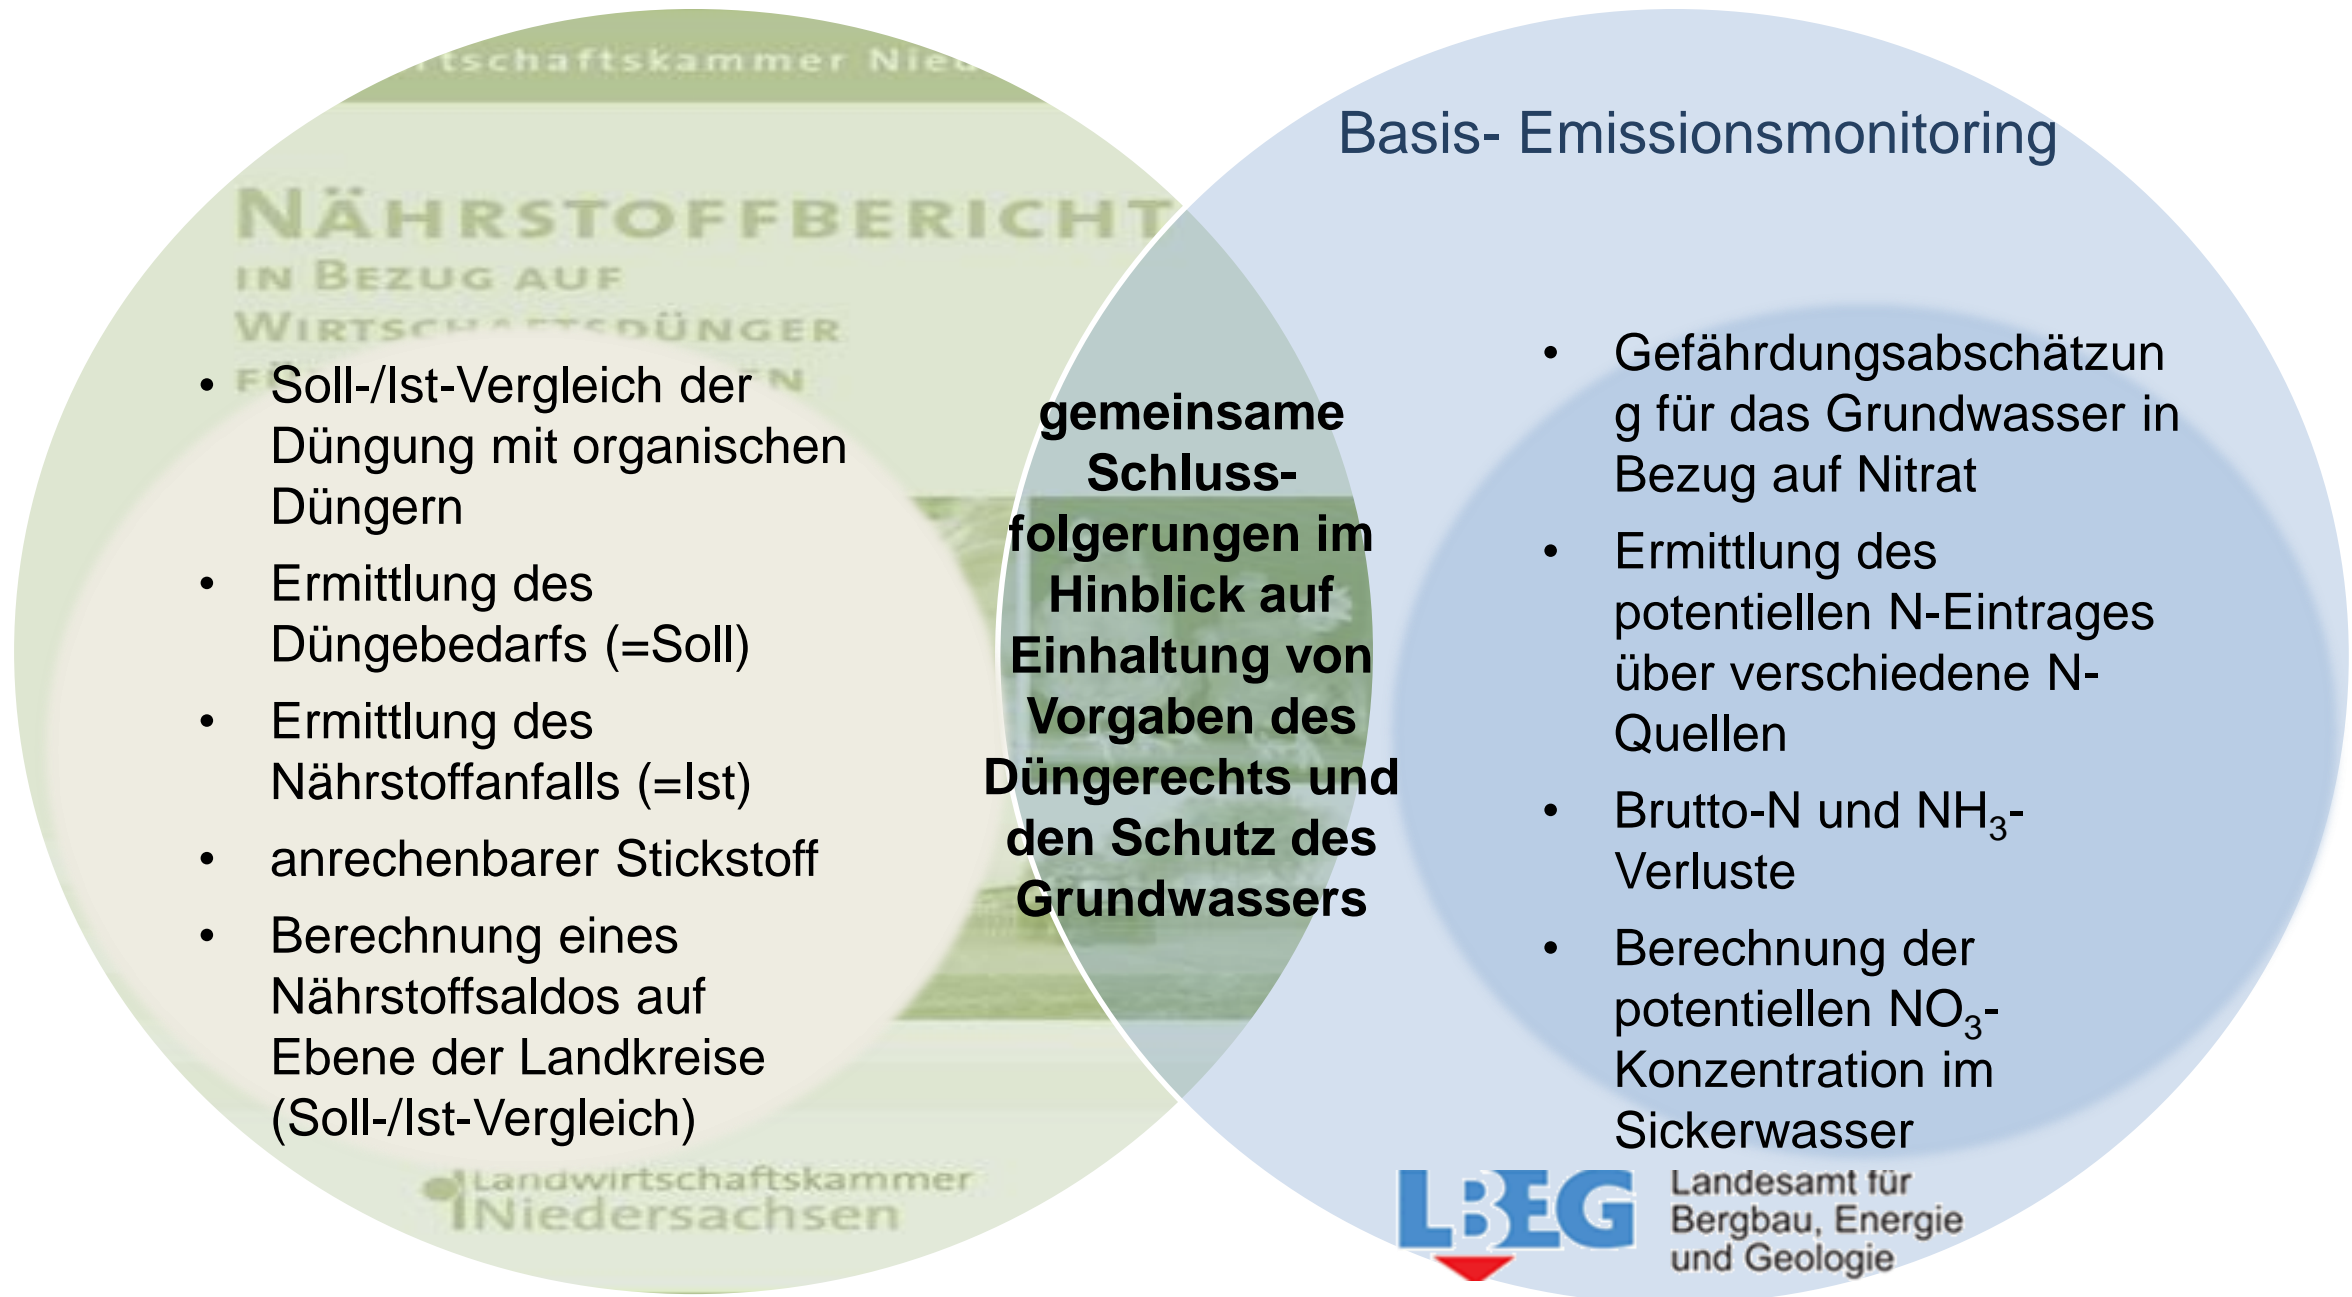 NÄHRSTOFFBERICHT
IN BEZUG AUF
• Soll-/Ist-Vergleich der
Düngung mit organischen
Düngern
• Ermittlung des
Düngebedarfs (=Soll)
• Ermittlung des
Nährstoffanfalls (=Ist)
• anrechenbarer Stickstoff
• Berechnung eines
Nährstoffsaldos auf
Ebene der Landkreise
(Soll-/Ist-Vergleich)
Landwirtschaftskammer
Niedersachsen
gemeinsame
Schluss-
folgerungen im
Hinblick auf
Einhaltung von
Vorgaben des
Düngerechts und
den Schutz des
Grundwassers
Basis- Emissionsmonitoring
• Gefährdungsabschätzun
g für das Grundwasser in
Bezug auf Nitrat
• Ermittlung des
potentiellen N-Eintrages
über verschiedene N-
Quellen
• Brutto-N und NH₃-
Verluste
• Berechnung der
potentiellen NO₃-
Konzentration im
Sickerwasser
LBEG
Landesamt für
Bergbau, Energie
und Geologie